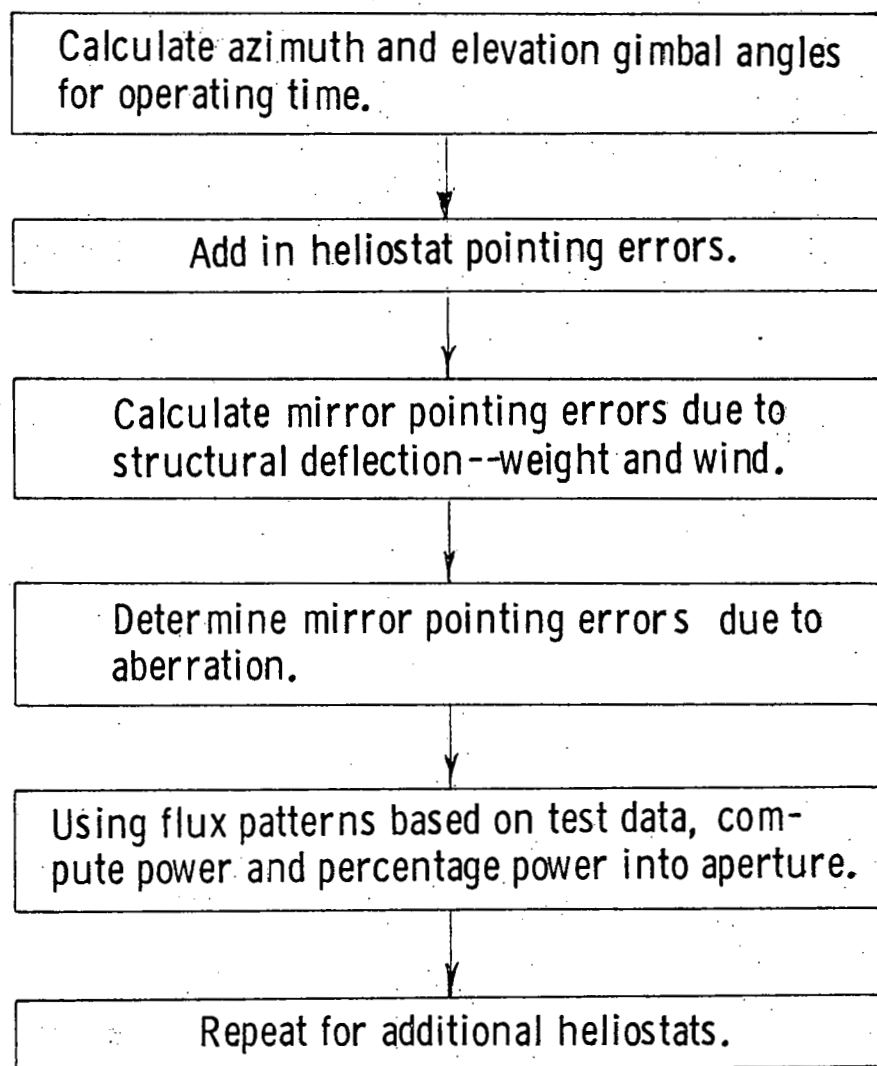 Calculate azimuth and elevation gimbal angles
for operating time.
Add in heliostat pointing errors.
Calculate mirror pointing errors due to
structural deflection--weight and wind.
Determine mirror pointing errors due to
aberration.
Using flux patterns based on test data, com-
pute power and percentage power into aperture.
Repeat for additional heliostats.